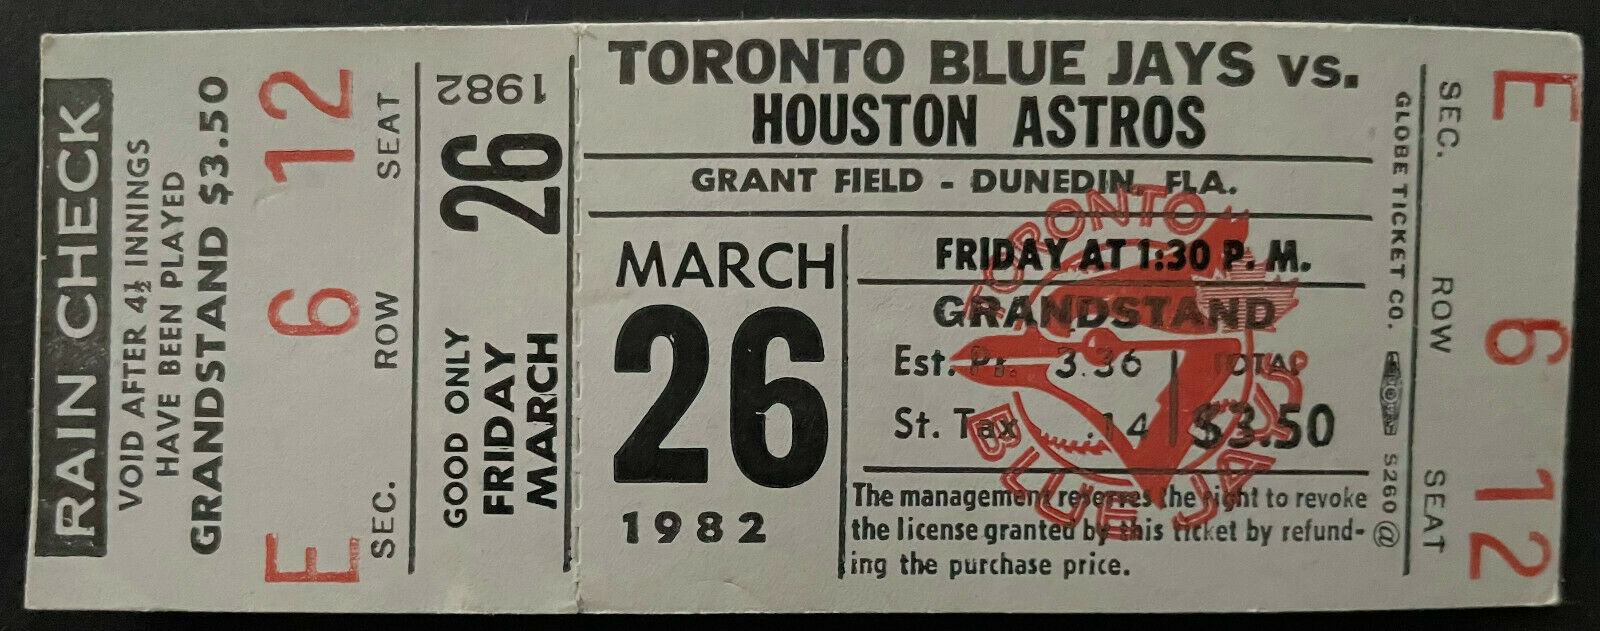 RAIN CHECK
VOID AFTER 4½ INNINGS
HAVE BEEN PLAYED
GRANDSTAND $3.50
E 6 12
SEC. ROW SEAT
GOOD ONLY
FRIDAY
MARCH
26
1982
TORONTO BLUE JAYS vs.
HOUSTON ASTROS
GRANT FIELD - DUNEDIN, FLA.
MARCH
26
1982
FRIDAY AT 1:30 P. M.
GRANDSTAND
Est. Pr. 3.36 TOTAL
St. Tax .14 $3.50
The management reserves the right to revoke
the license granted by this ticket by refund-
ing the purchase price.
TORONTO
BLUE JAYS
GLOBE TICKET CO. S260 @
SEC. ROW SEAT
E 6 12